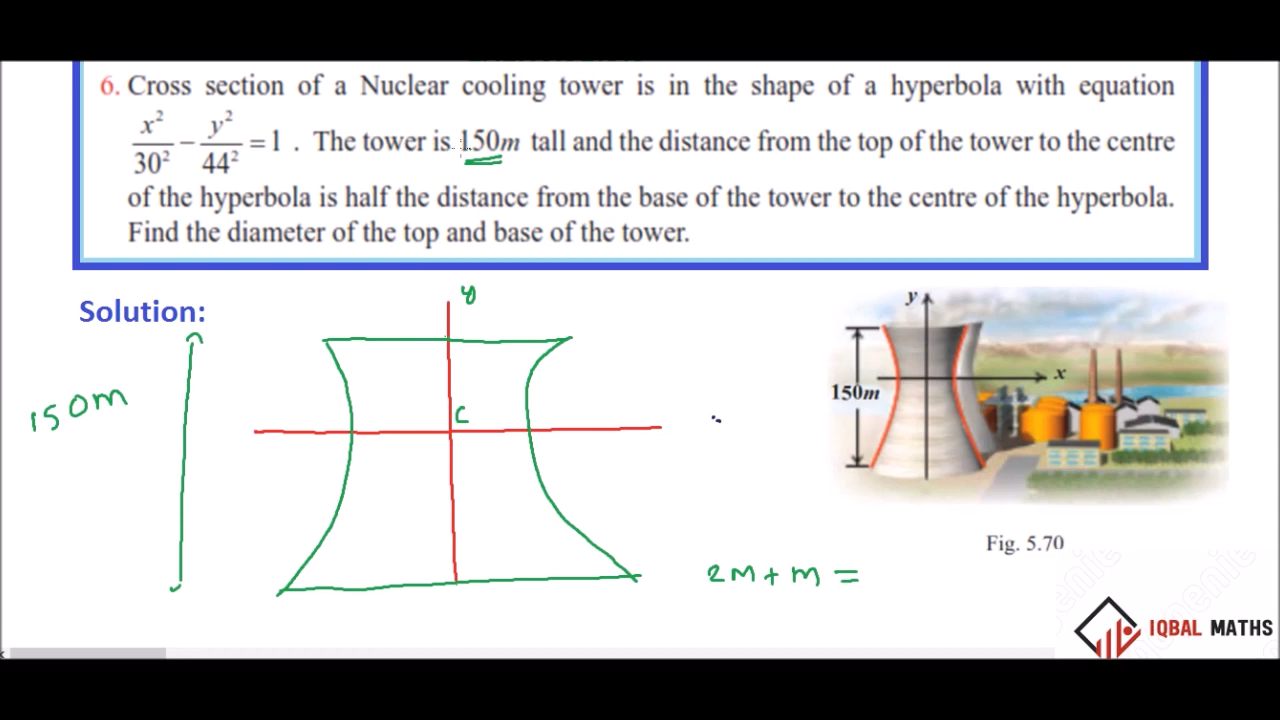 6. Cross section of a Nuclear cooling tower is in the shape of a hyperbola with equation
x²/30² − y²/44² = 1 . The tower is 150m tall and the distance from the top of the tower to the centre
of the hyperbola is half the distance from the base of the tower to the centre of the hyperbola.
Find the diameter of the top and base of the tower.
Solution:
y
150m
C
y
x
150m
Fig. 5.70
2m + m =
IQBAL MATHS